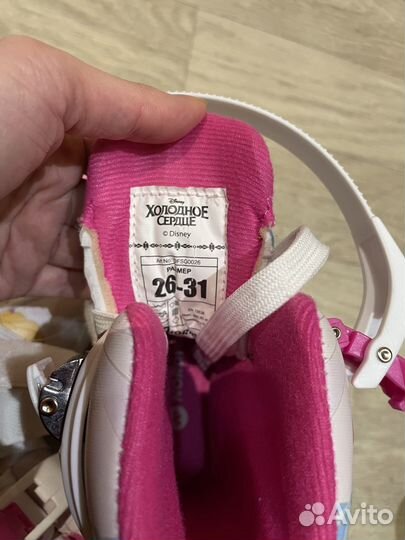 Disney
ХОЛОДНОЕ
СЕРДЦЕ
© Disney
РАЗМЕР
26-31
Avito